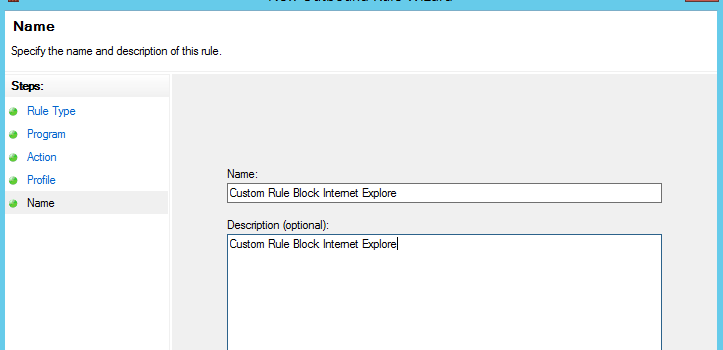 Name
Specify the name and description of this rule.
Steps:
Rule Type
Program
Action
Profile
Name
Name:
Custom Rule Block Internet Explore
Description (optional):
Custom Rule Block Internet Explore